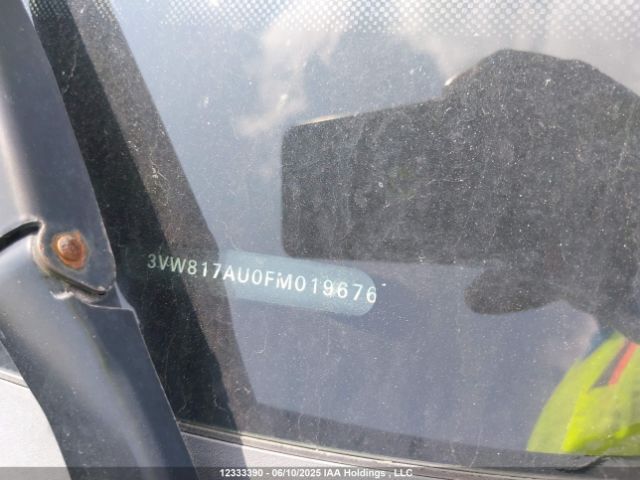 3VW817AU0FM019676
12333390 - 06/10/2025 IAA Holdings , LLC